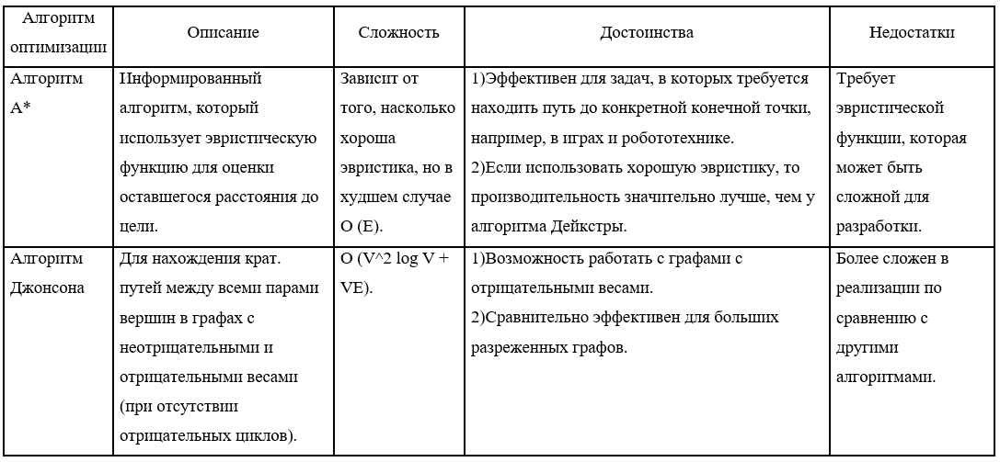 Алгоритм
оптимизации
Описание
Сложность
Достоинства
Недостатки
Алгоритм
A*
Информированный
алгоритм, который
использует эвристическую
функцию для оценки
оставшегося расстояния до
цели.
Зависит от
того, насколько
хороша
эвристика, но в
худшем случае
O (E).
1)Эффективен для задач, в которых требуется
находить путь до конкретной конечной точки,
например, в играх и робототехнике.
2)Если использовать хорошую эвристику, то
производительность значительно лучше, чем у
алгоритма Дейкстры.
Требует
эвристической
функции, которая
может быть
сложной для
разработки.
Алгоритм
Джонсона
Для нахождения крат.
путей между всеми парами
вершин в графах с
неотрицательными и
отрицательными весами
(при отсутствии
отрицательных циклов).
O (V^2 log V +
VE).
1)Возможность работать с графами с
отрицательными весами.
2)Сравнительно эффективен для больших
разреженных графов.
Более сложен в
реализации по
сравнению с
другими
алгоритмами.